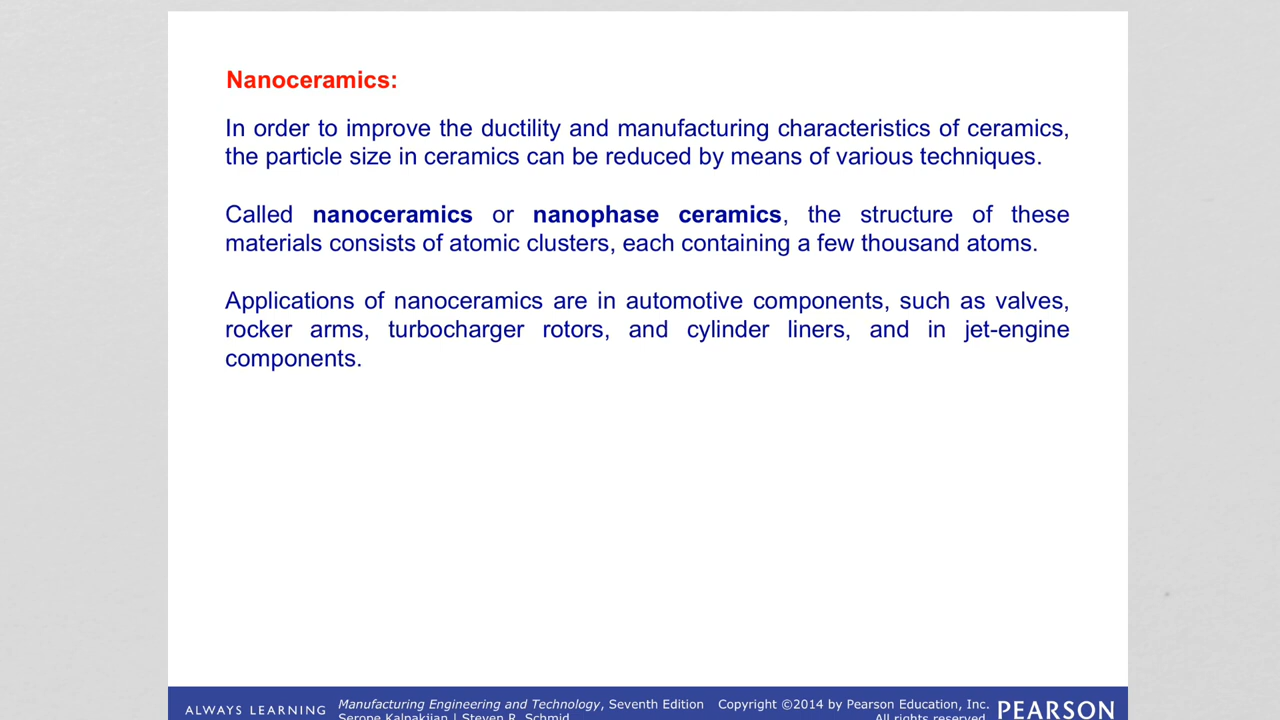 Nanoceramics:
In order to improve the ductility and manufacturing characteristics of ceramics,
the particle size in ceramics can be reduced by means of various techniques.
Called nanoceramics or nanophase ceramics, the structure of these
materials consists of atomic clusters, each containing a few thousand atoms.
Applications of nanoceramics are in automotive components, such as valves,
rocker arms, turbocharger rotors, and cylinder liners, and in jet-engine
components.
ALWAYS LEARNING
Manufacturing Engineering and Technology, Seventh Edition
Serope Kalpakjian | Steven R. Schmid
Copyright ©2014 by Pearson Education, Inc.
All rights reserved.
PEARSON